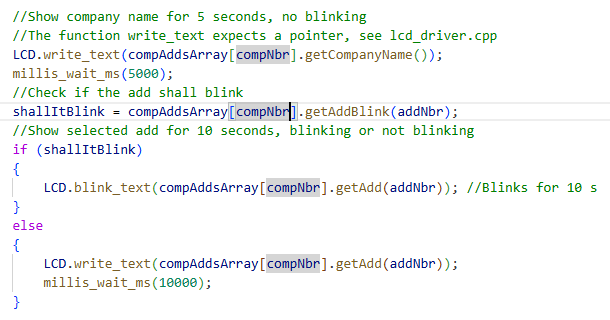 //Show company name for 5 seconds, no blinking
//The function write_text expects a pointer, see lcd_driver.cpp
LCD.write_text(compAddsArray[compNbr].getCompanyName());
millis_wait_ms(5000);
//Check if the add shall blink
shallItBlink = compAddsArray[compNbr].getAddBlink(addNbr);
//Show selected add for 10 seconds, blinking or not blinking
if (shallItBlink)
{
    LCD.blink_text(compAddsArray[compNbr].getAdd(addNbr)); //Blinks for 10 s
}
else
{
    LCD.write_text(compAddsArray[compNbr].getAdd(addNbr));
    millis_wait_ms(10000);
}